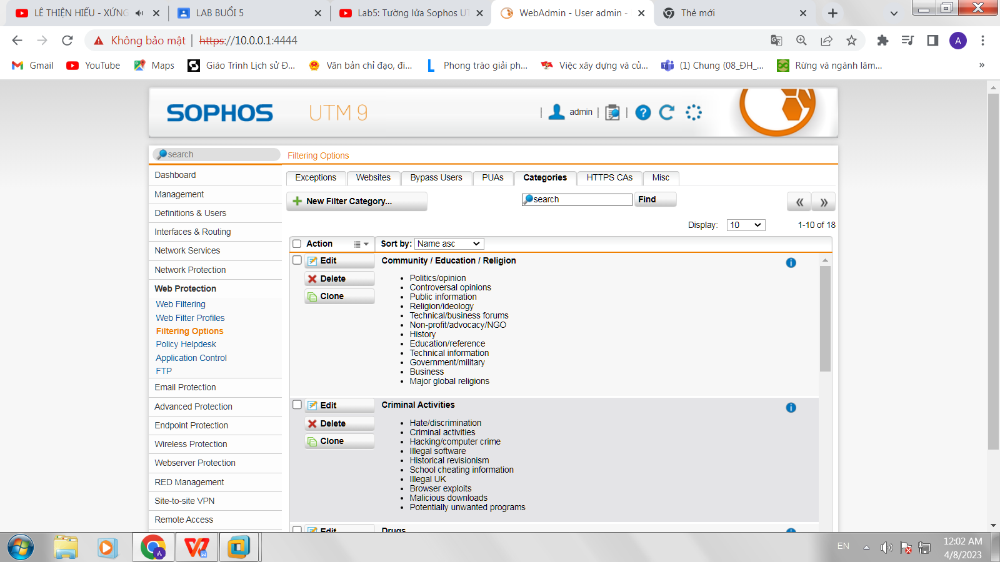 LÊ THIỆN HIẾU - XỨNG
LAB BUỔI 5
Lab5: Tường lửa Sophos UT
WebAdmin - User admin -
Thẻ mới
Không bảo mật
https://10.0.0.1:4444
Gmail
YouTube
Maps
Giáo Trình Lịch sử Đ...
Văn bản chỉ đạo, đi...
Phong trào giải ph...
Việc xây dựng và củ...
(1) Chung (08_ĐH_...
Rừng và ngành lâm...
»
SOPHOS
UTM 9
admin
search
Filtering Options
Dashboard
Management
Definitions & Users
Interfaces & Routing
Network Services
Network Protection
Web Protection
Web Filtering
Web Filter Profiles
Filtering Options
Policy Helpdesk
Application Control
FTP
Email Protection
Advanced Protection
Endpoint Protection
Wireless Protection
Webserver Protection
RED Management
Site-to-site VPN
Remote Access
Exceptions
Websites
Bypass Users
PUAs
Categories
HTTPS CAs
Misc
New Filter Category...
search
Find
Display:
10
1-10 of 18
Action
Sort by:
Name asc
Edit
Delete
Clone
Community / Education / Religion
• Politics/opinion
• Controversal opinions
• Public information
• Religion/ideology
• Technical/business forums
• Non-profit/advocacy/NGO
• History
• Education/reference
• Technical information
• Government/military
• Business
• Major global religions
Edit
Delete
Clone
Criminal Activities
• Hate/discrimination
• Criminal activities
• Hacking/computer crime
• Illegal software
• Historical revisionism
• School cheating information
• Illegal UK
• Browser exploits
• Malicious downloads
• Potentially unwanted programs
Edit
Drugs
EN
12:02 AM
4/8/2023